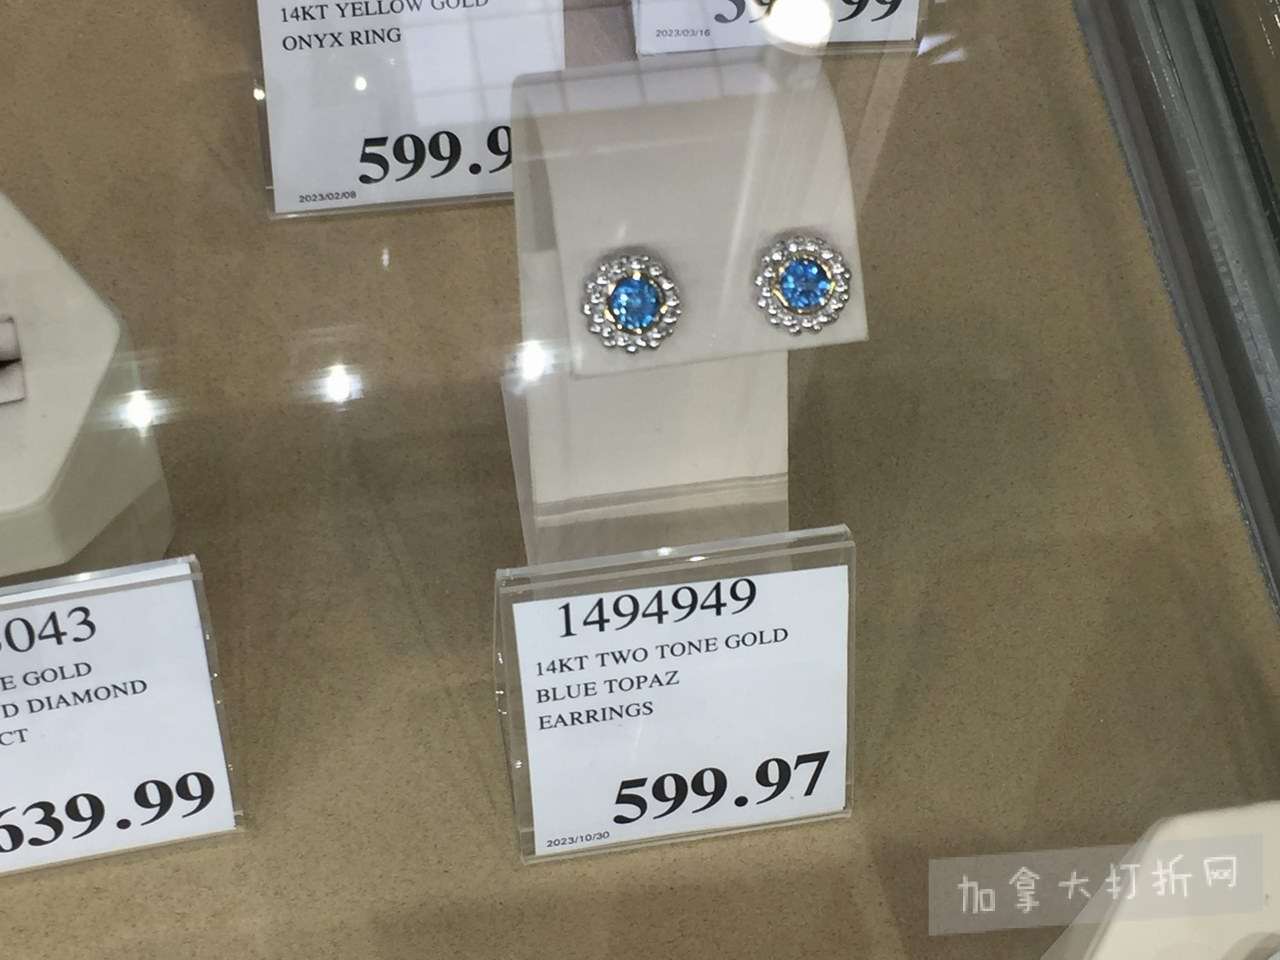 14KT YELLOW GOLD
ONYX RING
599.9
2023/02/08
2023/03/16
1494949
14KT TWO TONE GOLD
BLUE TOPAZ
EARRINGS
599.97
2023/10/30
043
E GOLD
D DIAMOND
CT
639.99
加拿大打折网